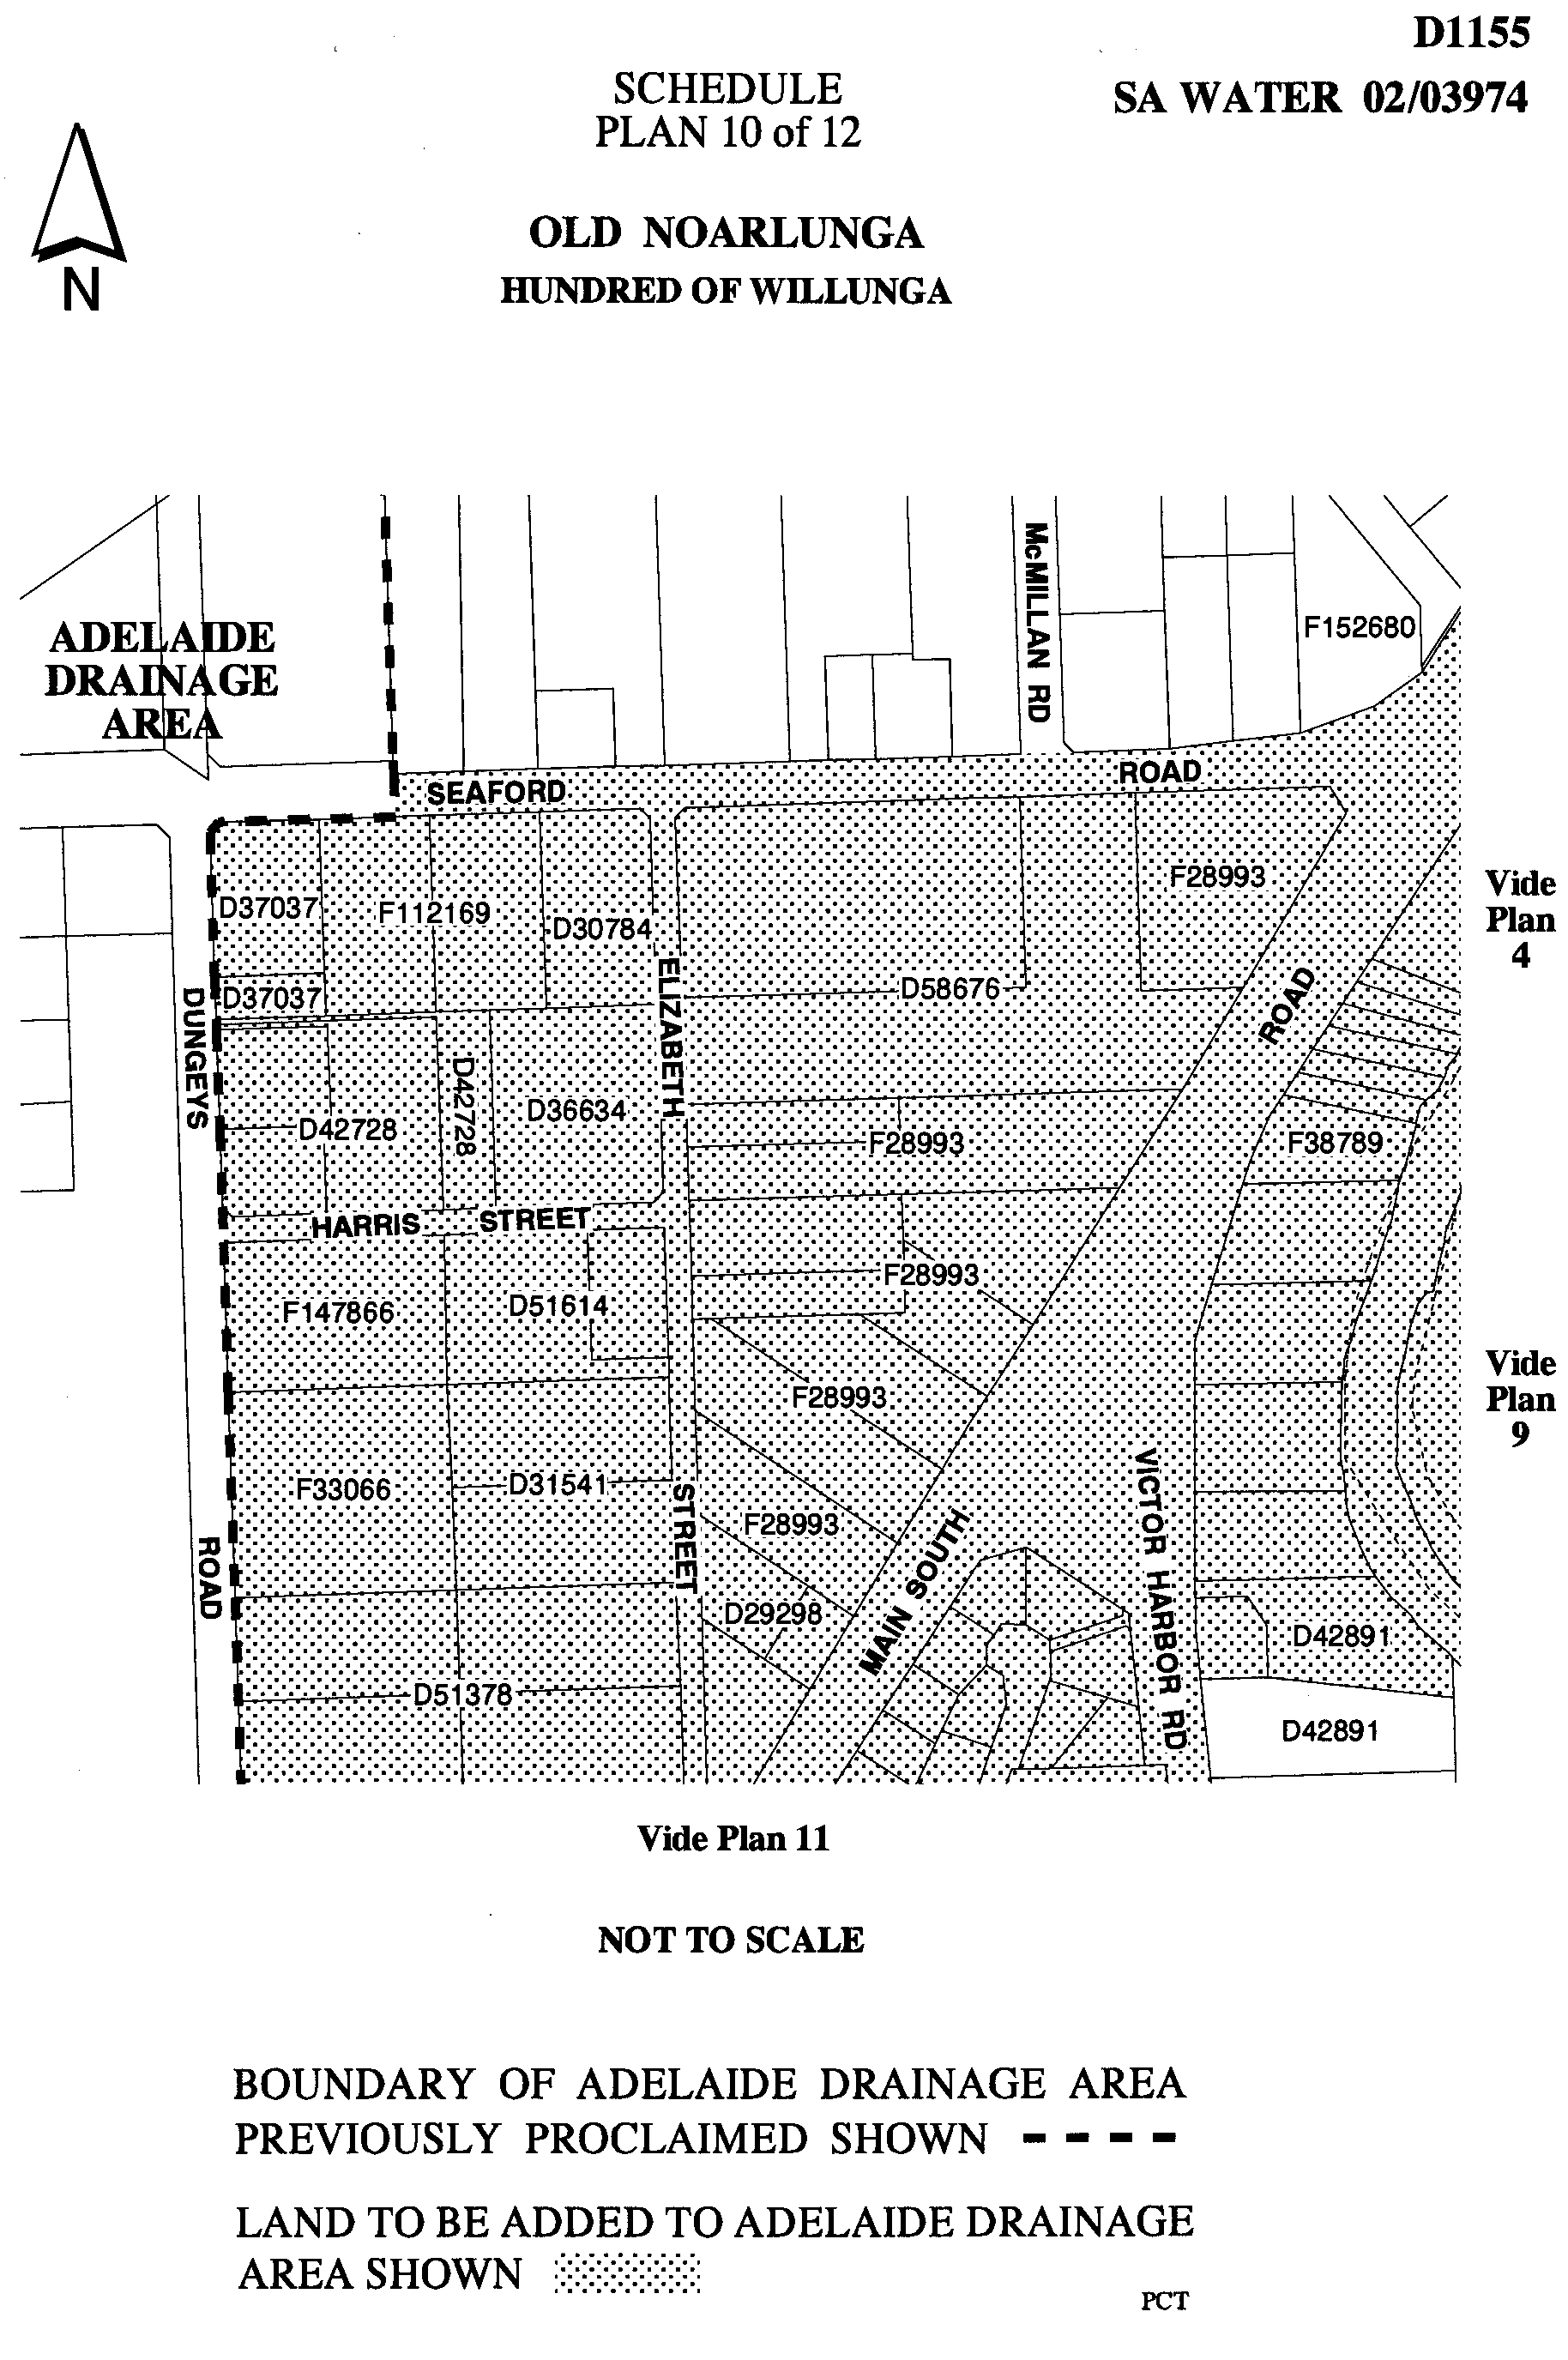 D1155
SCHEDULE
SA WATER 02/03974
PLAN 10 of 12
OLD NOARLUNGA
HUNDRED OF WILLUNGA
N
McMILLAN RD
F152680
ADELAIDE
DRAINAGE
AREA
SEAFORD
ROAD
F28993
Vide
Plan
4
D37037
F112169
D30784
D37037
D58676
DUNGEYS
ELIZABETH
ROAD
D42728
D42728
D36634
F28993
F38789
HARRIS
STREET
F28993
F147866
D51614
F28993
Vide
Plan
9
F33066
D31541
F28993
STREET
VICTOR HARBOR RD
ROAD
MAIN SOUTH
D29298
D42891
D51378
D42891
Vide Plan 11
NOT TO SCALE
BOUNDARY OF ADELAIDE DRAINAGE AREA
PREVIOUSLY PROCLAIMED SHOWN
LAND TO BE ADDED TO ADELAIDE DRAINAGE
AREA SHOWN
PCT